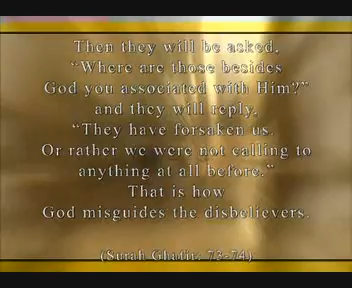 Then they will be asked,
"Where are those besides
God you associated with Him?"
and they will reply,
"They have forsaken us.
Or rather we were not calling to
anything at all before."
That is how
God misguides the disbelievers.
(Surah Ghafir, 73-74)